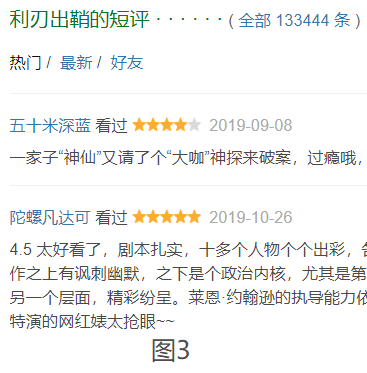 利刃出鞘的短评 · · · · · · ( 全部 133444 条 )
热门 / 最新 / 好友
五十米深蓝 看过 ★★★★★ 2019-09-08
一家子“神仙”又请了个“大咖”神探来破案，过瘾哦，
陀螺凡达可 看过 ★★★★★ 2019-10-26
4.5 太好看了，剧本扎实，十多个人物个个出彩，
作之上有讽刺幽默，之下是个政治内核，尤其是第
另一个层面，精彩纷呈。莱恩·约翰逊的执导能力依
特演的网红婊太抢眼~~
图3